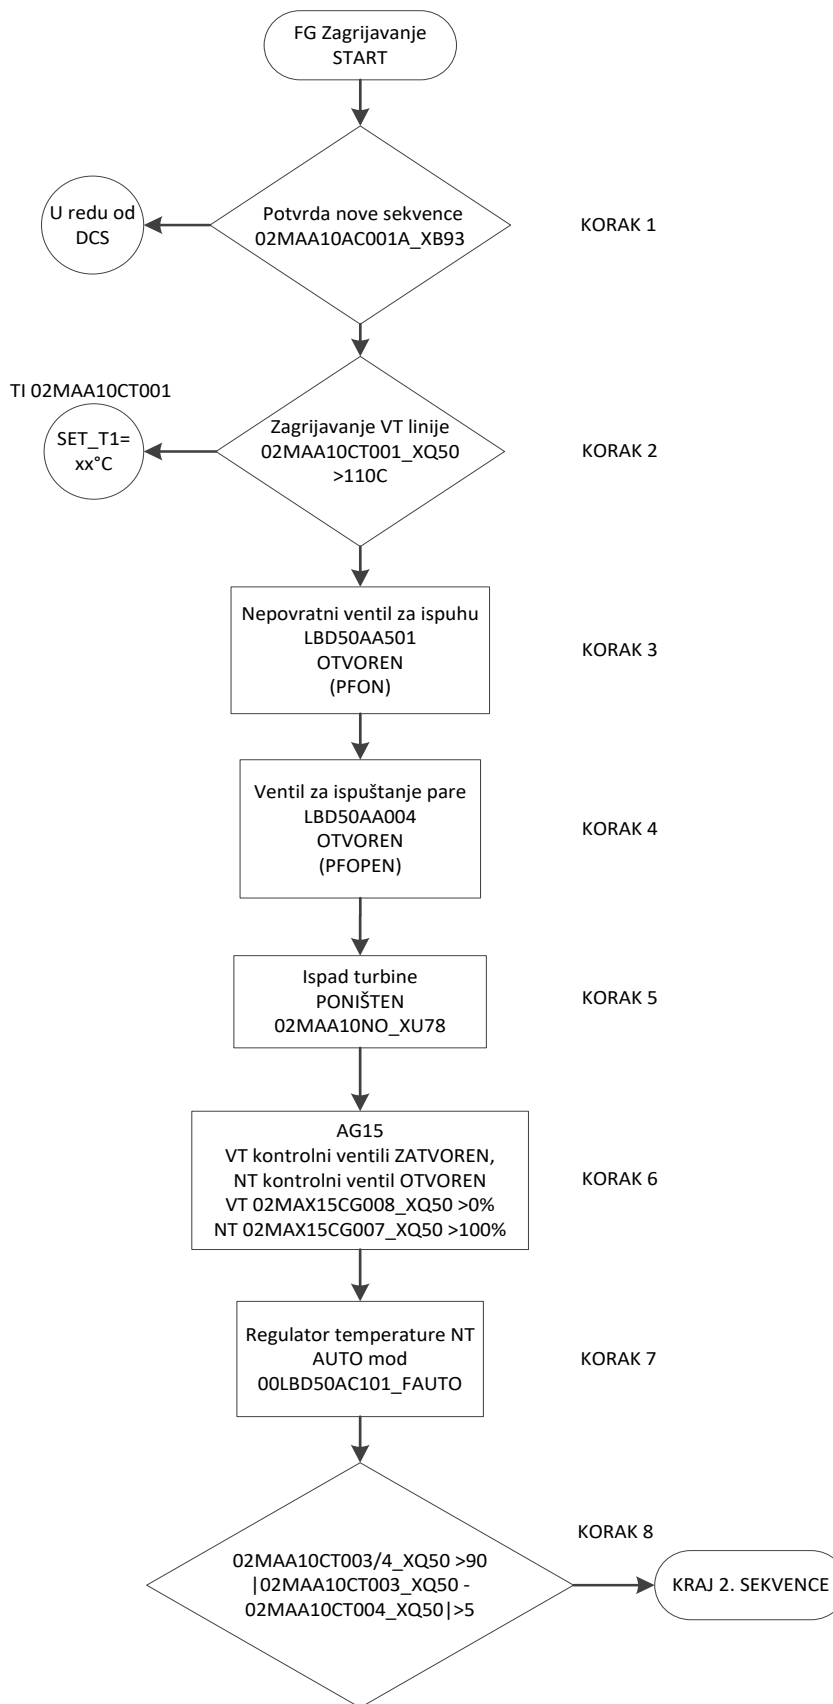 FG Zagrijavanje
START
Potvrda nove sekvence
02MAA10AC001A_XB93
U redu od
DCS
KORAK 1
TI 02MAA10CT001
SET_T1=
xx°C
Zagrijavanje VT linije
02MAA10CT001_XQ50
>110C
KORAK 2
Nepovratni ventil za ispuhu
LBD50AA501
OTVOREN
(PFON)
KORAK 3
Ventil za ispuštanje pare
LBD50AA004
OTVOREN
(PFOPEN)
KORAK 4
Ispad turbine
PONIŠTEN
02MAA10NO_XU78
KORAK 5
AG15
VT kontrolni ventili ZATVOREN,
NT kontrolni ventil OTVOREN
VT 02MAX15CG008_XQ50 >0%
NT 02MAX15CG007_XQ50 >100%
KORAK 6
Regulator temperature NT
AUTO mod
00LBD50AC101_FAUTO
KORAK 7
KORAK 8
02MAA10CT003/4_XQ50 >90
|02MAA10CT003_XQ50 -
02MAA10CT004_XQ50|>5
KRAJ 2. SEKVENCE